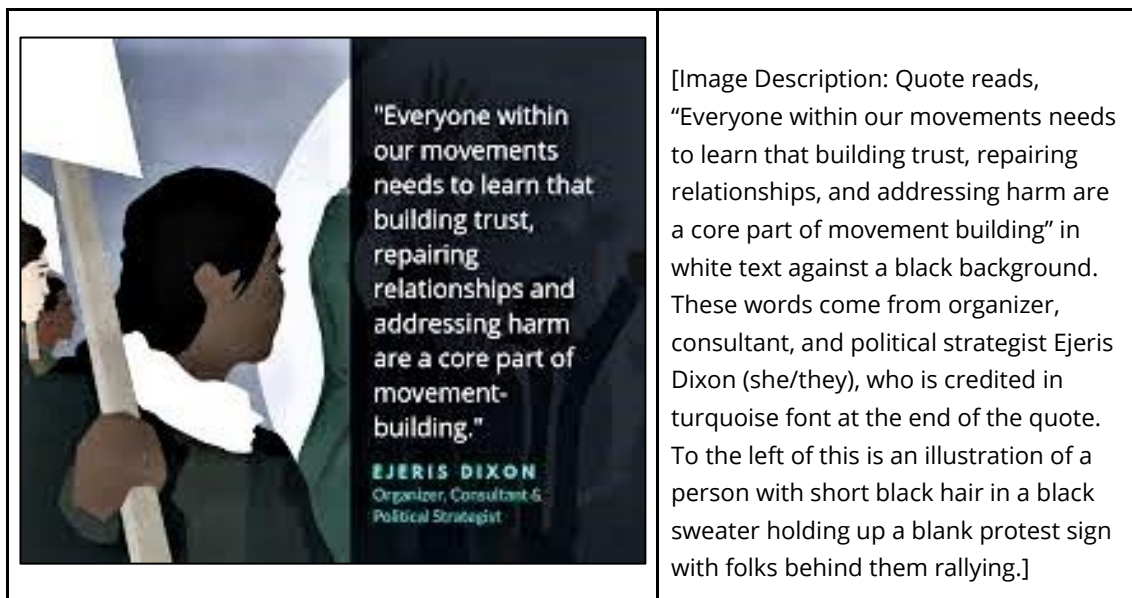 "Everyone within
our movements
needs to learn that
building trust,
repairing
relationships and
addressing harm
are a core part of
movement-
building."
EJERIS DIXON
Organizer, Consultant &
Political Strategist
[Image Description: Quote reads,
“Everyone within our movements needs
to learn that building trust, repairing
relationships, and addressing harm are
a core part of movement building” in
white text against a black background.
These words come from organizer,
consultant, and political strategist Ejeris
Dixon (she/they), who is credited in
turquoise font at the end of the quote.
To the left of this is an illustration of a
person with short black hair in a black
sweater holding up a blank protest sign
with folks behind them rallying.]